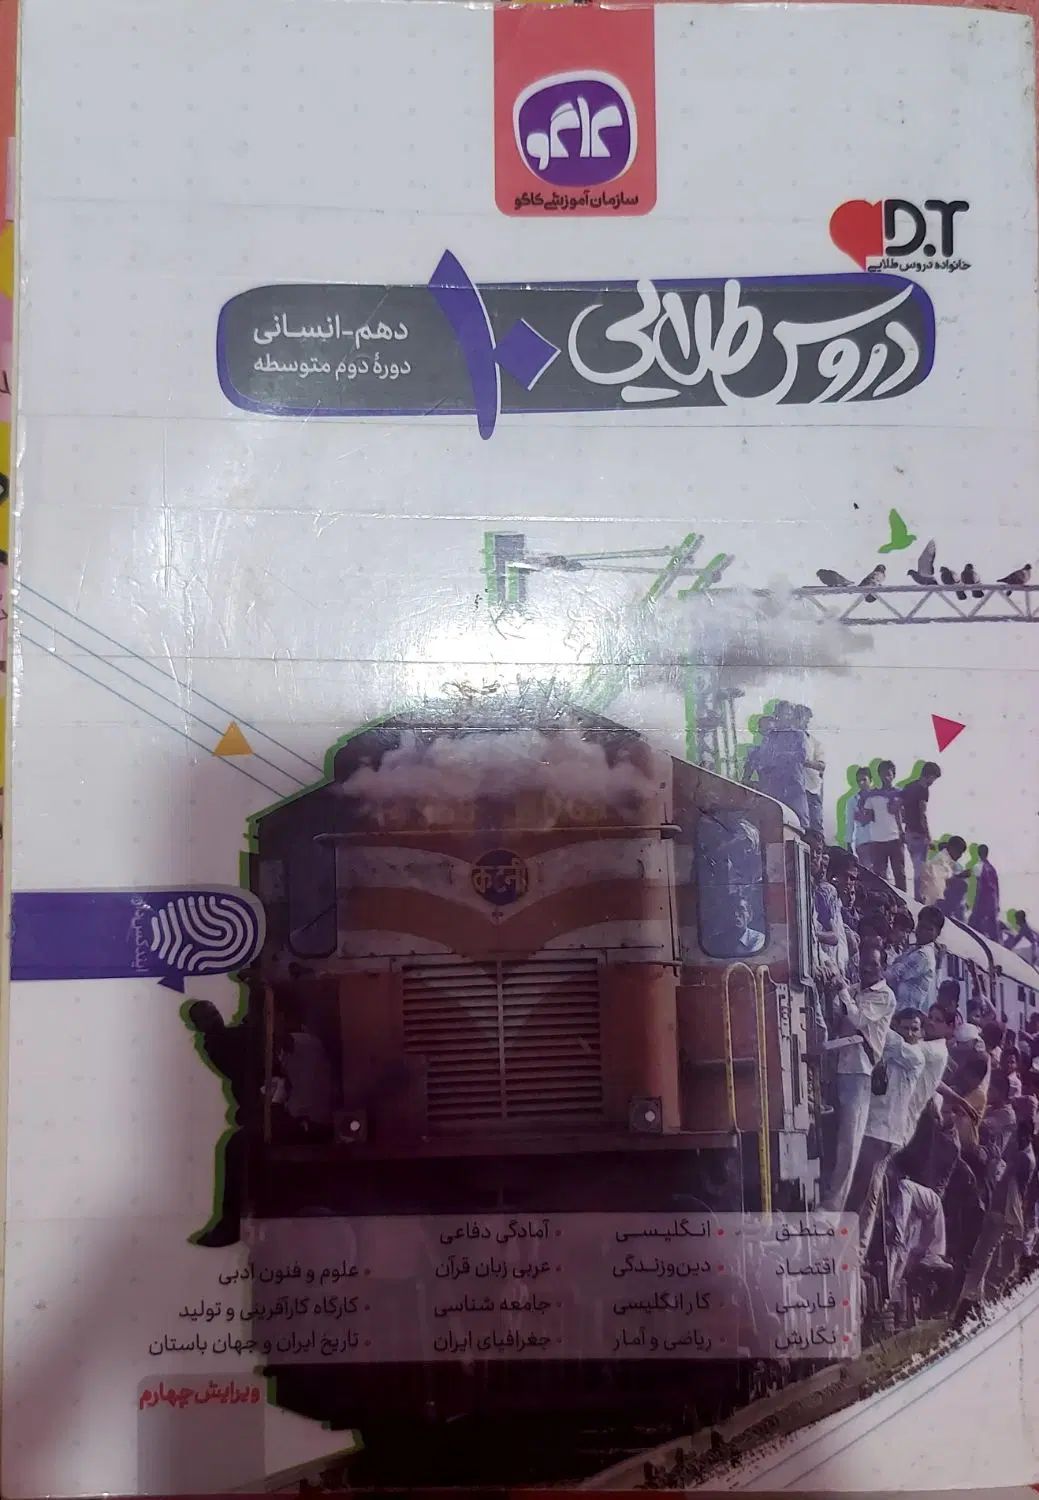 کاگو
سازمان آموزشی کاگو
D.T
خانواده دروس طلایی
دروس طلایی ۱۰
دهم-انسانی
دورهٔ دوم متوسطه
कटनी
• منطق
• اقتصاد
• فارسی
• نگارش
• انگلیسی
• دین‌وزندگی
• کار انگلیسی
• ریاضی و آمار
• آمادگی دفاعی
• عربی زبان قرآن
• جامعه شناسی
• جغرافیای ایران
• علوم و فنون ادبی
• کارگاه کارآفرینی و تولید
• تاریخ ایران و جهان باستان
ویرایش چهارم